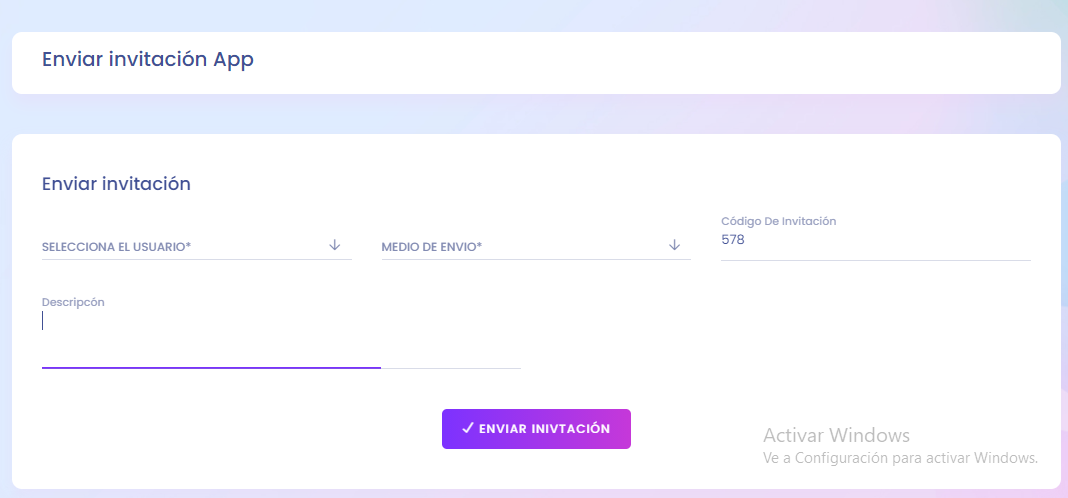 Enviar invitación App
Enviar invitación
SELECCIONA EL USUARIO*
MEDIO DE ENVIO*
Código De Invitación
578
Descripcón
ENVIAR INIVTACIÓN
Activar Windows
Ve a Configuración para activar Windows.